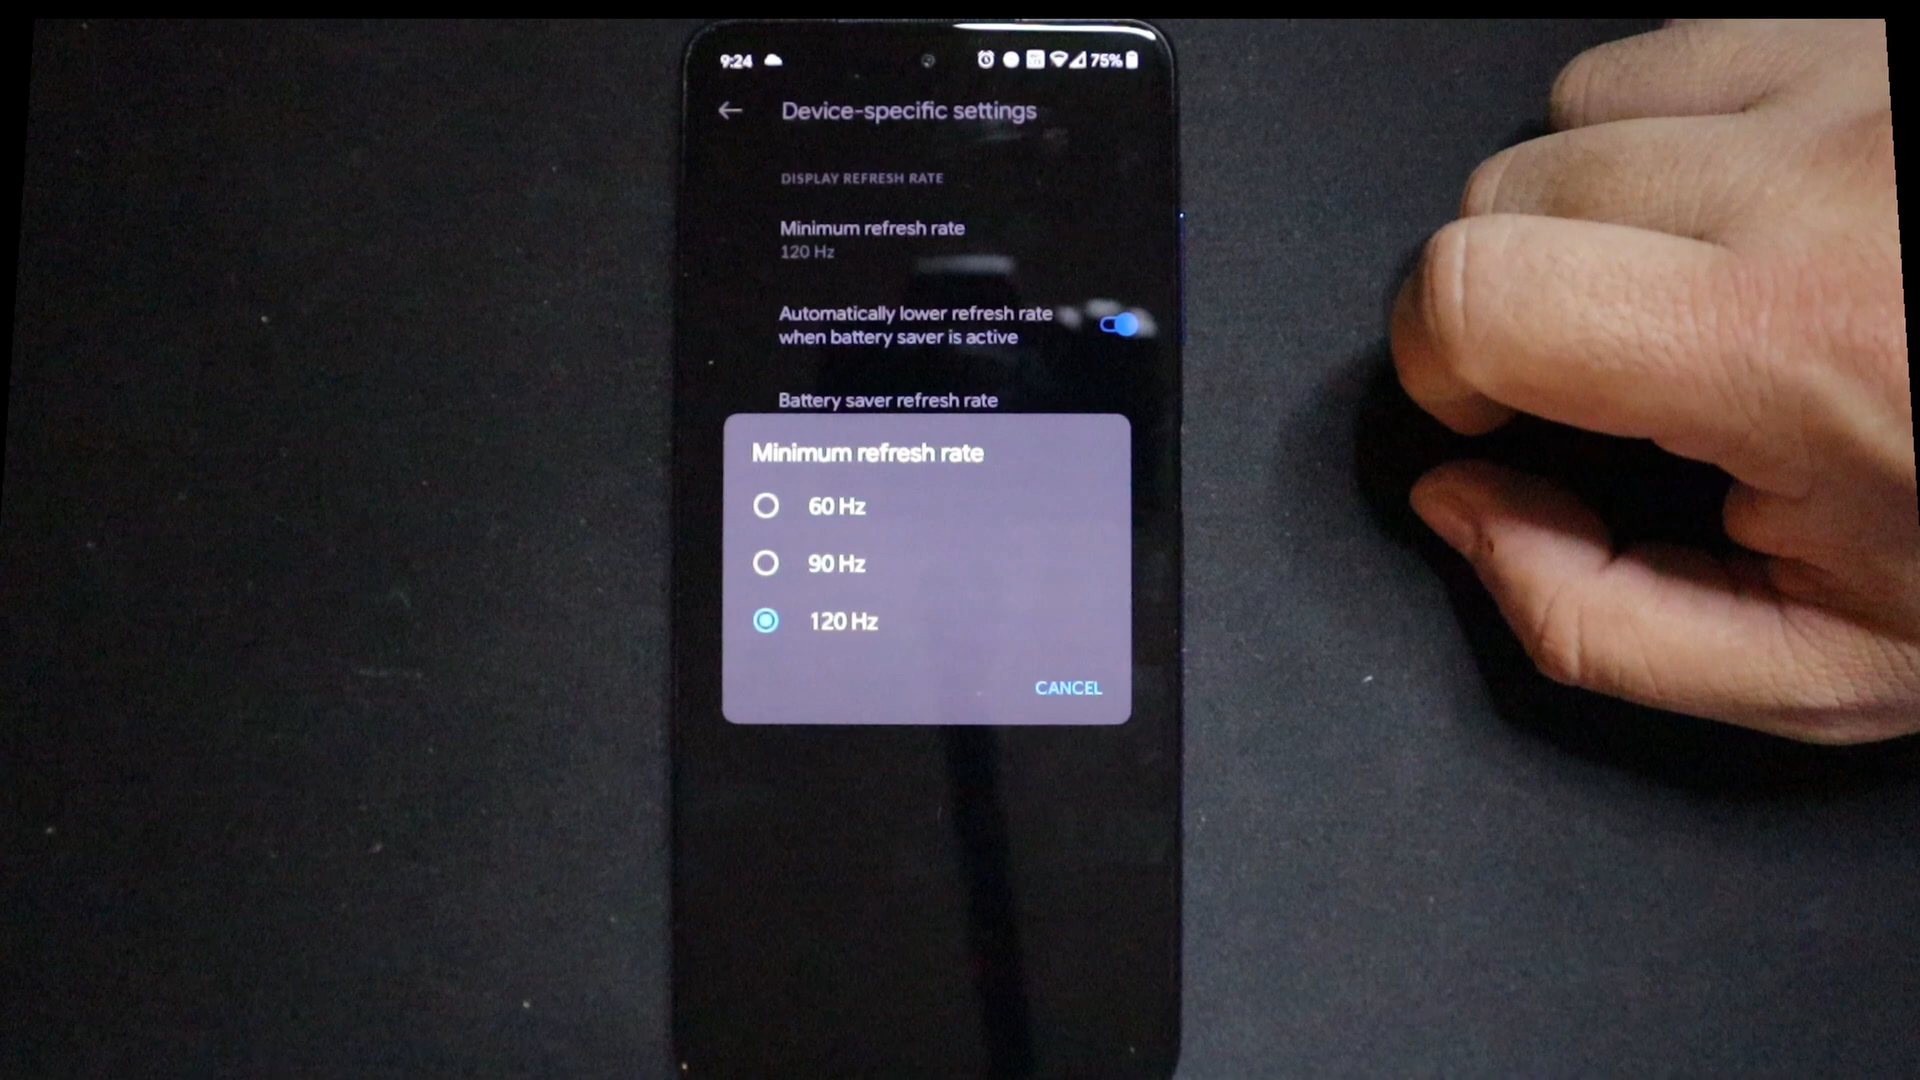 9:24 75%
Device-specific settings
DISPLAY REFRESH RATE
Minimum refresh rate
120 Hz
Automatically lower refresh rate
when battery saver is active
Battery saver refresh rate
Minimum refresh rate
60 Hz
90 Hz
120 Hz
CANCEL